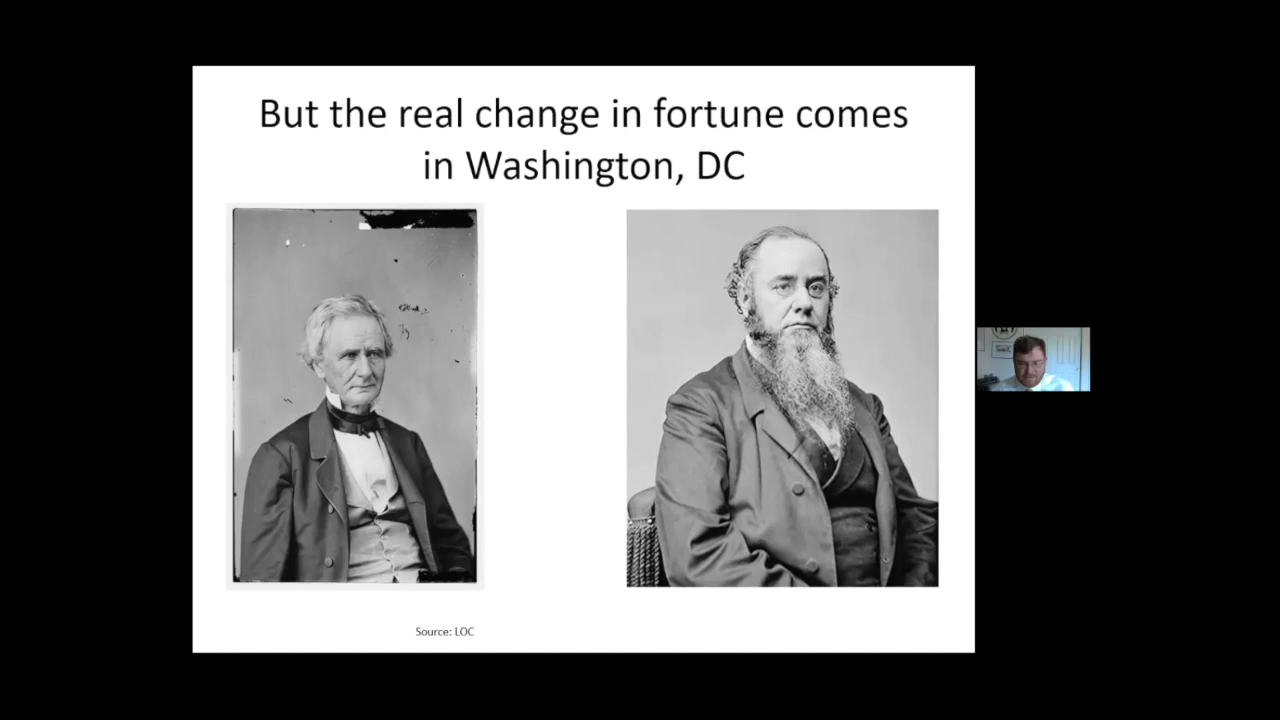 But the real change in fortune comes
in Washington, DC
Source: LOC